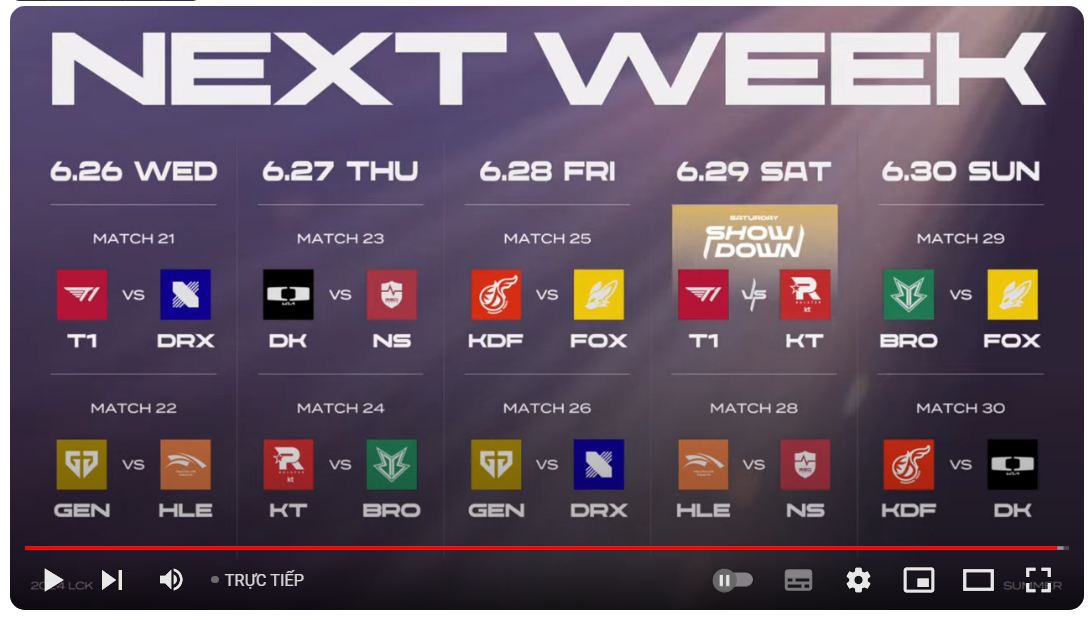 NEXT WEEK
6.26 WED
6.27 THU
6.28 FRI
6.29 SAT
6.30 SUN
MATCH 21
MATCH 23
MATCH 25
SATURDAY
SHOW
DOWN
MATCH 29
T1 VS DRX
DK VS NS
KDF VS FOX
T1 VS KT
BRO VS FOX
MATCH 22
MATCH 24
MATCH 26
MATCH 28
MATCH 30
GEN VS HLE
KT VS BRO
GEN VS DRX
HLE VS NS
KDF VS DK
TRỰC TIẾP
LCK